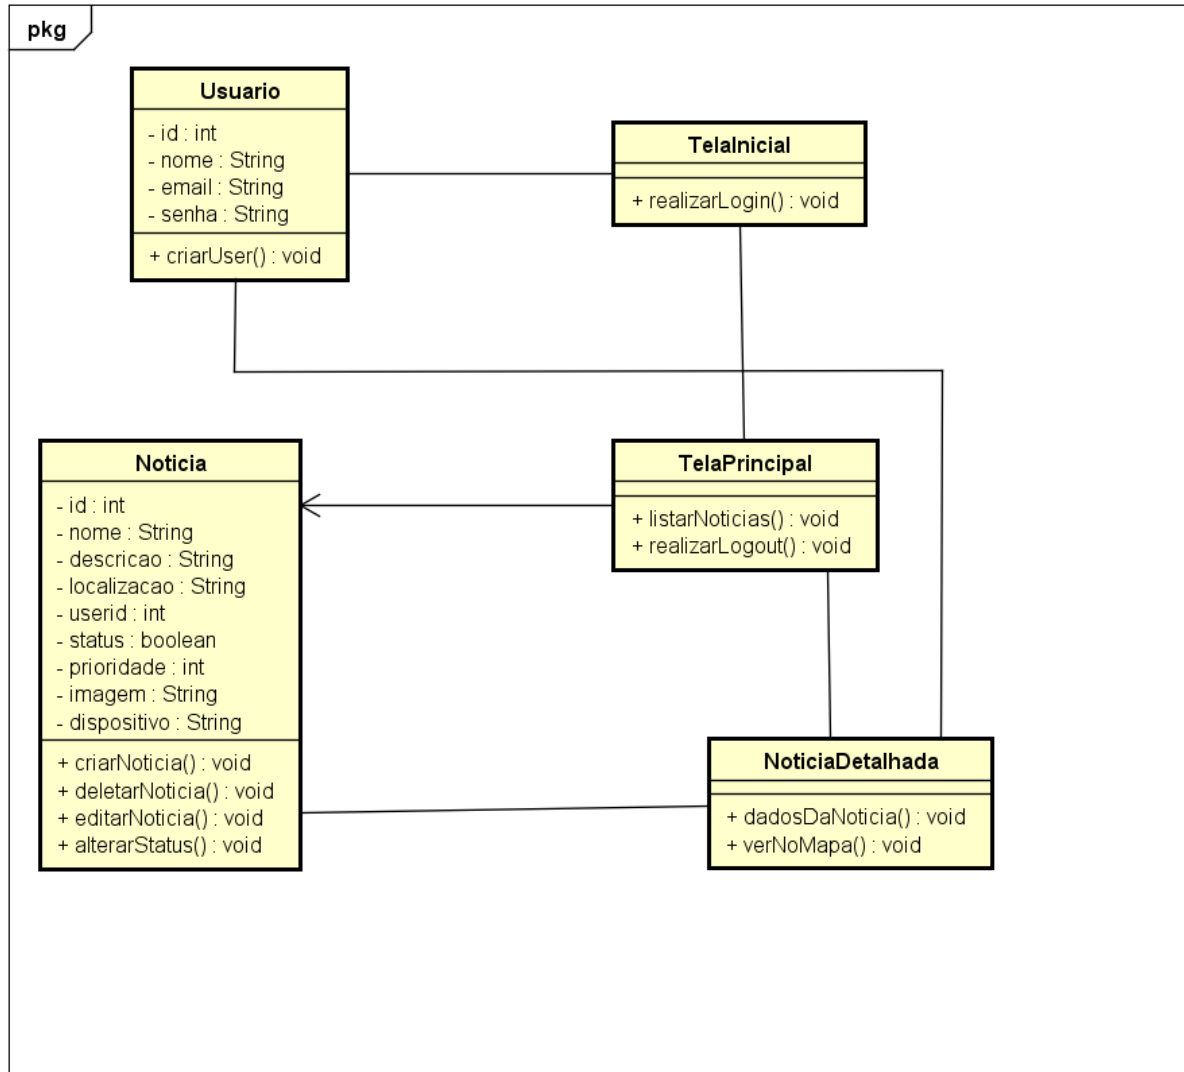 pkg
Usuario
- id : int
- nome : String
- email : String
- senha : String
+ criarUser() : void
TelaInicial
+ realizarLogin() : void
Noticia
- id : int
- nome : String
- descricao : String
- localizacao : String
- userid : int
- status : boolean
- prioridade : int
- imagem : String
- dispositivo : String
+ criarNoticia() : void
+ deletarNoticia() : void
+ editarNoticia() : void
+ alterarStatus() : void
TelaPrincipal
+ listarNoticias() : void
+ realizarLogout() : void
NoticiaDetalhada
+ dadosDaNoticia() : void
+ verNoMapa() : void